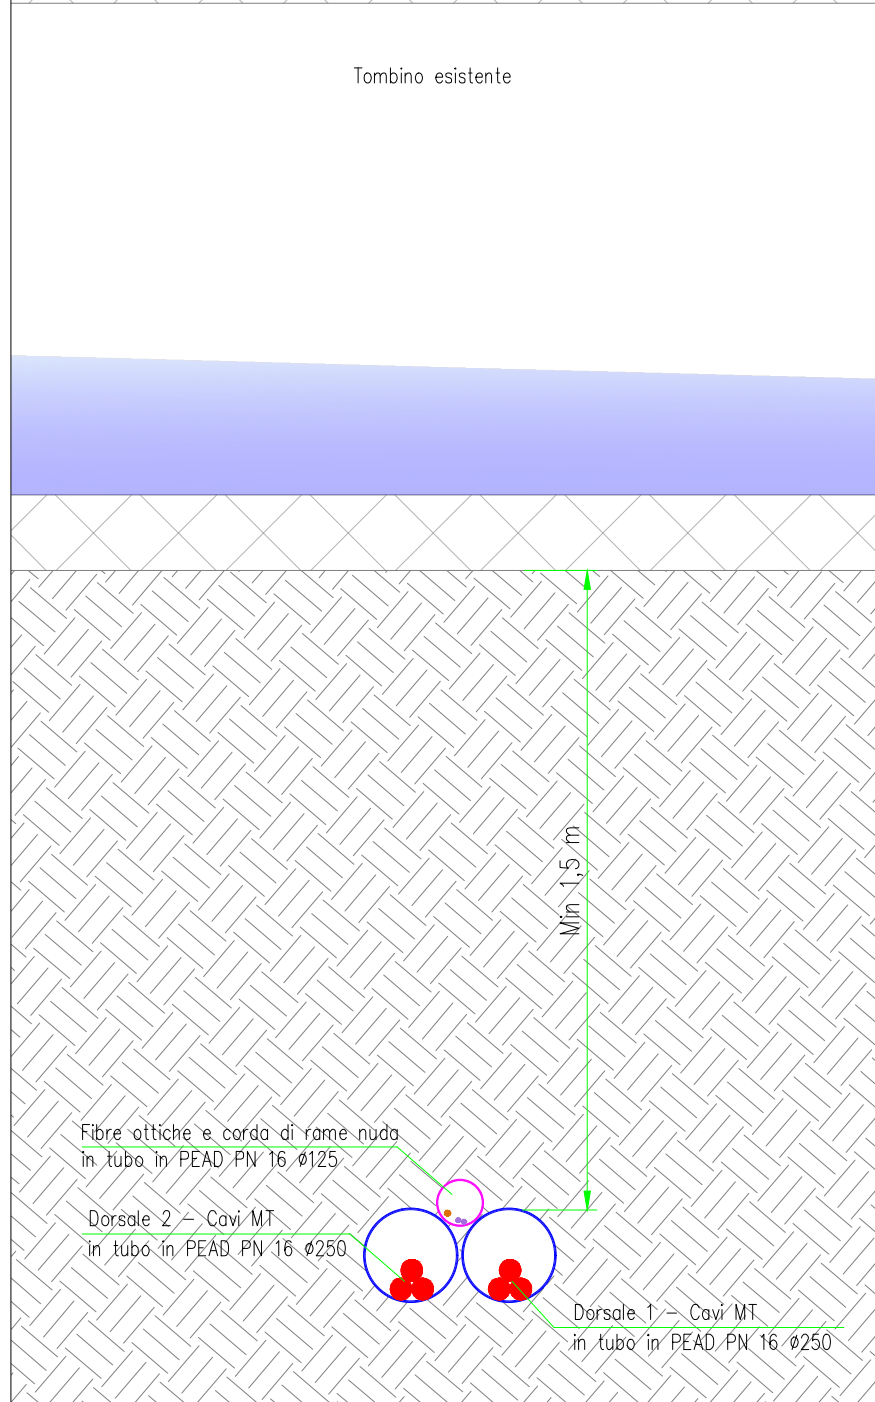 Tombino esistente
Min 1,5 m
Fibre ottiche e corda di rame nuda
in tubo in PEAD PN 16 ø125
Dorsale 2 - Cavi MT
in tubo in PEAD PN 16 ø250
Dorsale 1 - Cavi MT
in tubo in PEAD PN 16 ø250